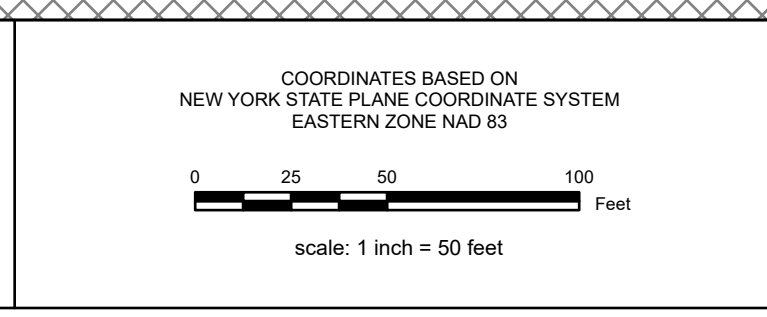 COORDINATES BASED ON
NEW YORK STATE PLANE COORDINATE SYSTEM
EASTERN ZONE NAD 83
0 25 50 100
Feet
scale: 1 inch = 50 feet